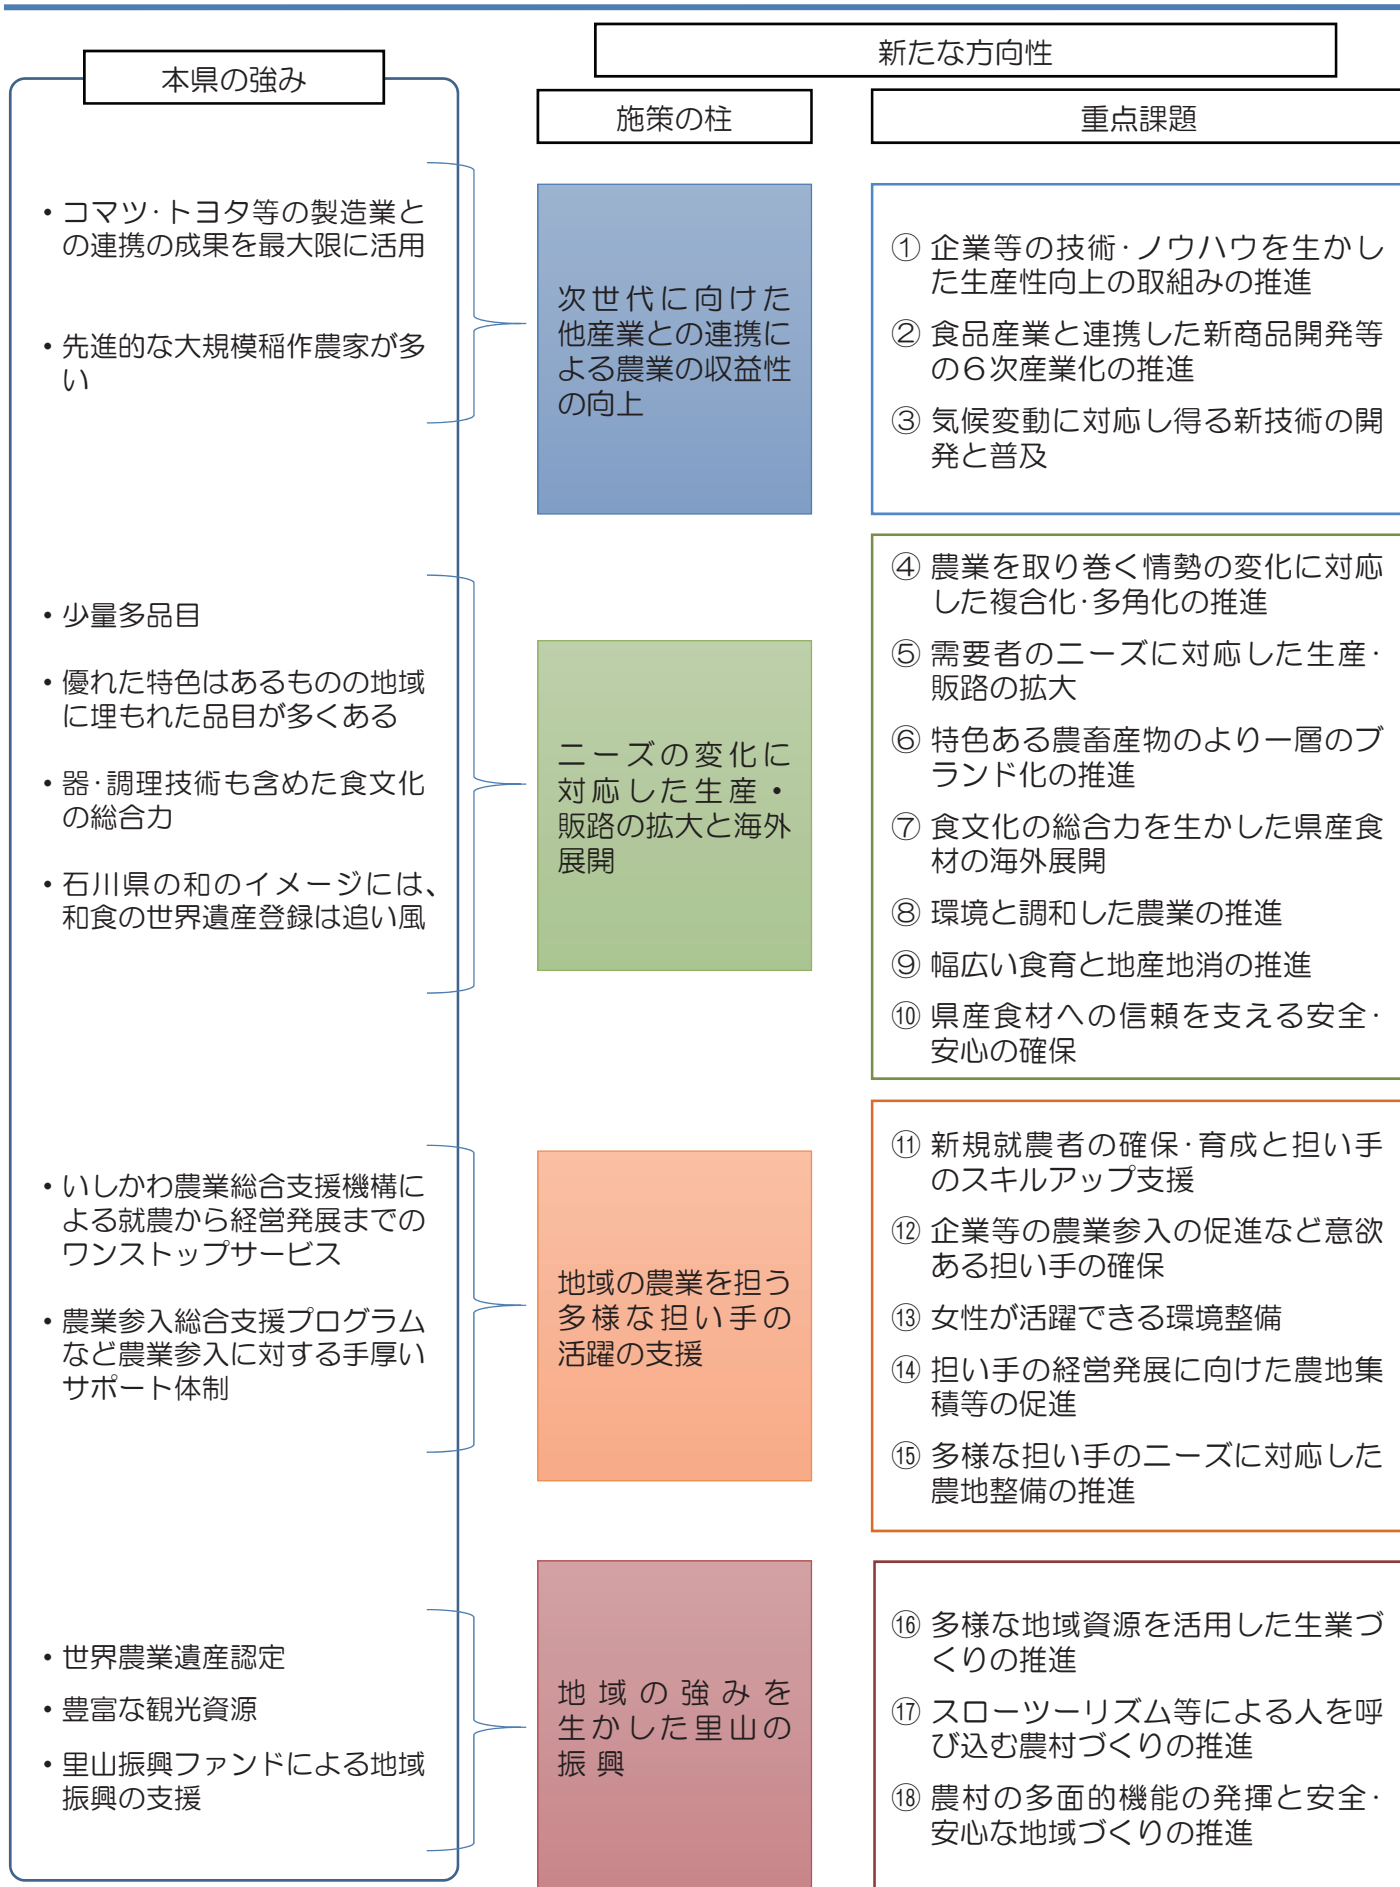 新たな方向性
本県の強み
施策の柱
重点課題
・コマツ･トヨタ等の製造業と
の連携の成果を最大限に活用
・先進的な大規模稲作農家が多
い
次世代に向けた
他産業との連携に
よる農業の収益性
の向上
① 企業等の技術･ノウハウを生かし
た生産性向上の取組みの推進
② 食品産業と連携した新商品開発等
の６次産業化の推進
③ 気候変動に対応し得る新技術の開
発と普及
・少量多品目
・優れた特色はあるものの地域
に埋もれた品目が多くある
・器･調理技術も含めた食文化
の総合力
・石川県の和のイメージには、
和食の世界遺産登録は追い風
ニーズの変化に
対応した生産・
販路の拡大と海外
展開
④ 農業を取り巻く情勢の変化に対応
した複合化･多角化の推進
⑤ 需要者のニーズに対応した生産･
販路の拡大
⑥ 特色ある農畜産物のより一層のブ
ランド化の推進
⑦ 食文化の総合力を生かした県産食
材の海外展開
⑧ 環境と調和した農業の推進
⑨ 幅広い食育と地産地消の推進
⑩ 県産食材への信頼を支える安全･
安心の確保
・いしかわ農業総合支援機構に
よる就農から経営発展までの
ワンストップサービス
・農業参入総合支援プログラム
など農業参入に対する手厚い
サポート体制
地域の農業を担う
多様な担い手の
活躍の支援
⑪ 新規就農者の確保･育成と担い手
のスキルアップ支援
⑫ 企業等の農業参入の促進など意欲
ある担い手の確保
⑬ 女性が活躍できる環境整備
⑭ 担い手の経営発展に向けた農地集
積等の促進
⑮ 多様な担い手のニーズに対応した
農地整備の推進
・世界農業遺産認定
・豊富な観光資源
・里山振興ファンドによる地域
振興の支援
地域の強みを
生かした里山の
振興
⑯ 多様な地域資源を活用した生業づ
くりの推進
⑰ スローツーリズム等による人を呼
び込む農村づくりの推進
⑱ 農村の多面的機能の発揮と安全･
安心な地域づくりの推進